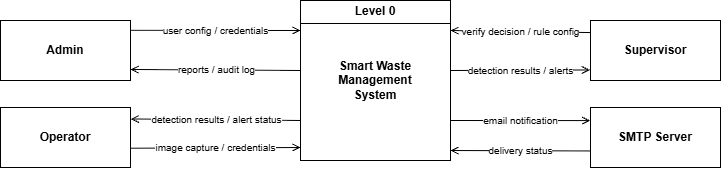 Level 0
Admin
user config / credentials
reports / audit log
Smart Waste
Management
System
verify decision / rule config
detection results / alerts
Supervisor
Operator
detection results / alert status
image capture / credentials
email notification
delivery status
SMTP Server